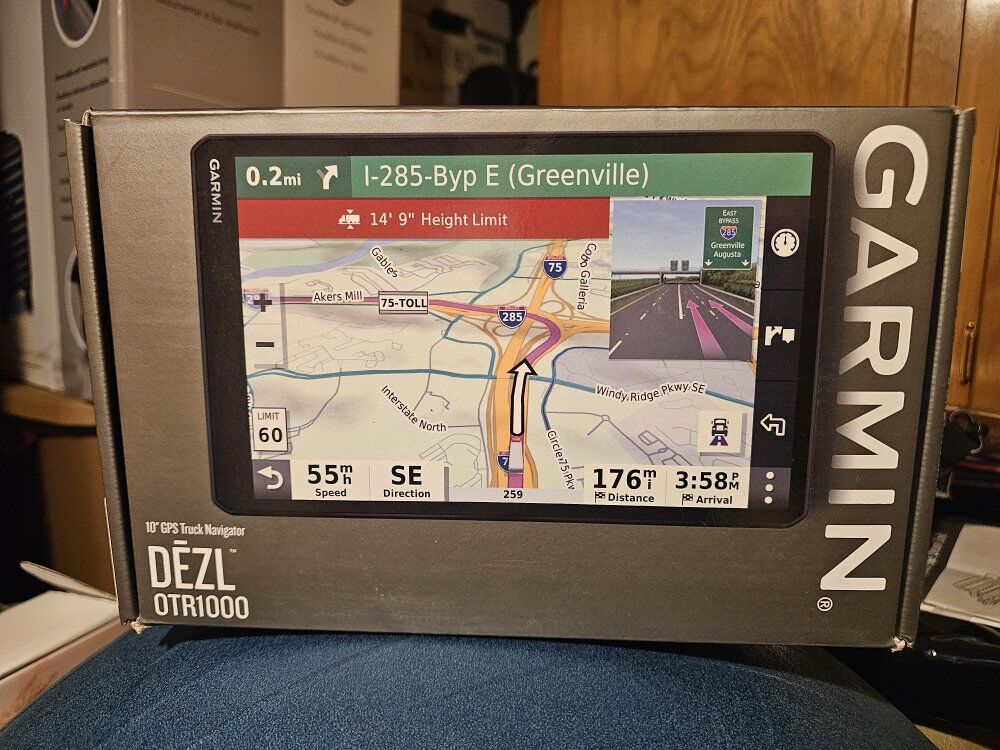 GARMIN
0.2mi
I-285-Byp E (Greenville)
14' 9" Height Limit
EAST
BYPASS
285
Greenville
Augusta
Gables
75
Cobb Galleria
Akers Mill
75-TOLL
285
+
-
Windy Ridge Pkwy SE
Interstate North
Circle 75 Pkwy
LIMIT
60
55mh
Speed
SE
Direction
259
176mi
Distance
3:58PM
Arrival
10" GPS Truck Navigator
DĒZL™
OTR1000
GARMIN®